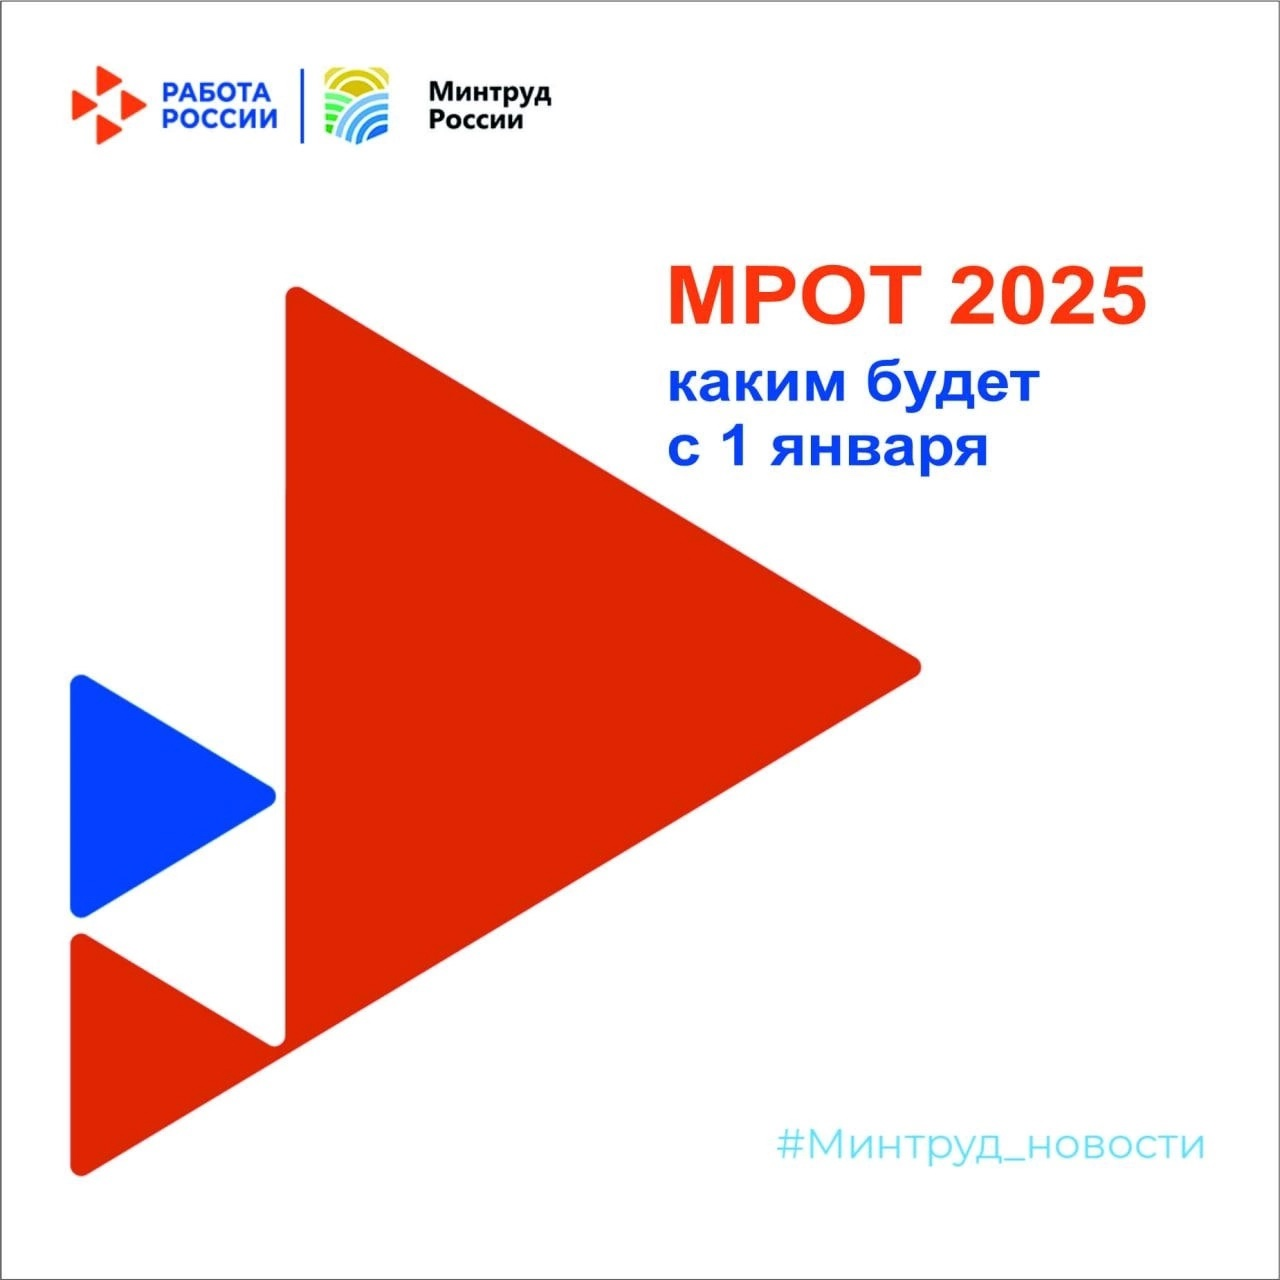 РАБОТА
РОССИИ
Минтруд
России
МРОТ 2025
каким будет
с 1 января
#Минтруд_новости